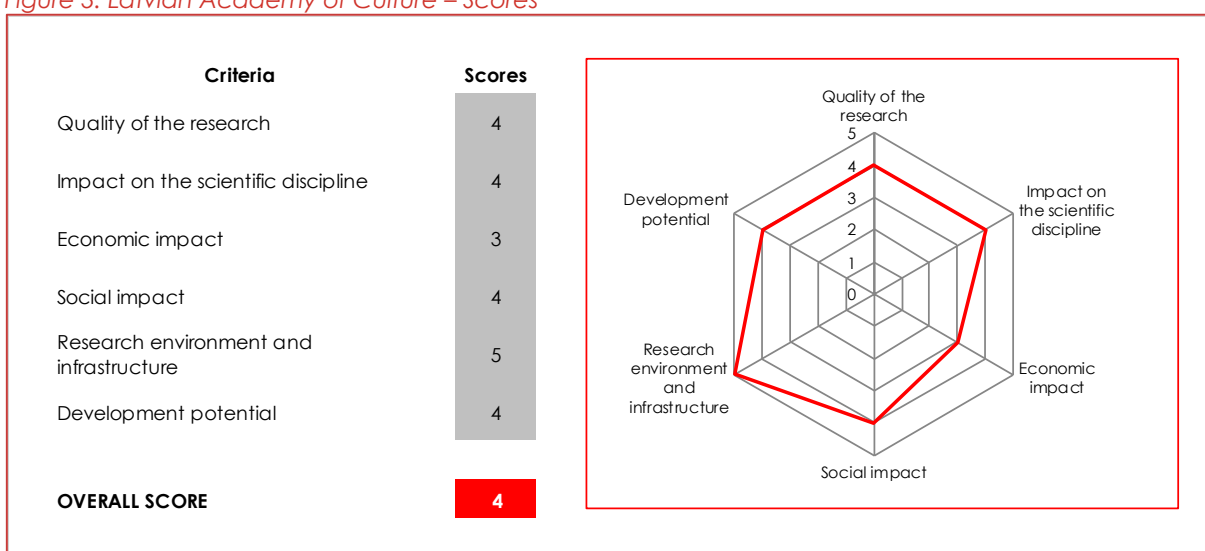 Figure 3: Latvian Academy of Culture – Scores
Criteria Scores
Quality of the research 4
Impact on the scientific discipline 4
Economic impact 3
Social impact 4
Research environment and
infrastructure 5
Development potential 4
OVERALL SCORE 4
Quality of the
research
5
4
3
2
1
0
Impact on
the scientific
discipline
Economic
impact
Social impact
Research
environment
and
infrastructure
Development
potential